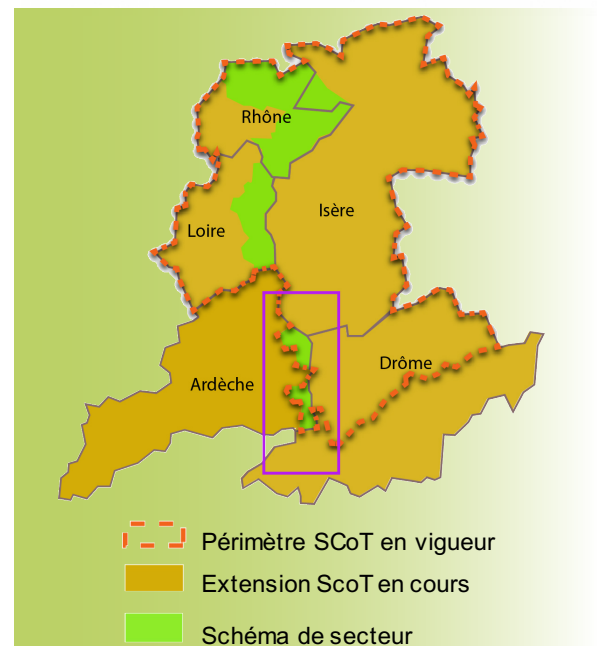 Rhône
Isère
Loire
Drôme
Ardèche
Périmètre SCoT en vigueur
Extension ScoT en cours
Schéma de secteur